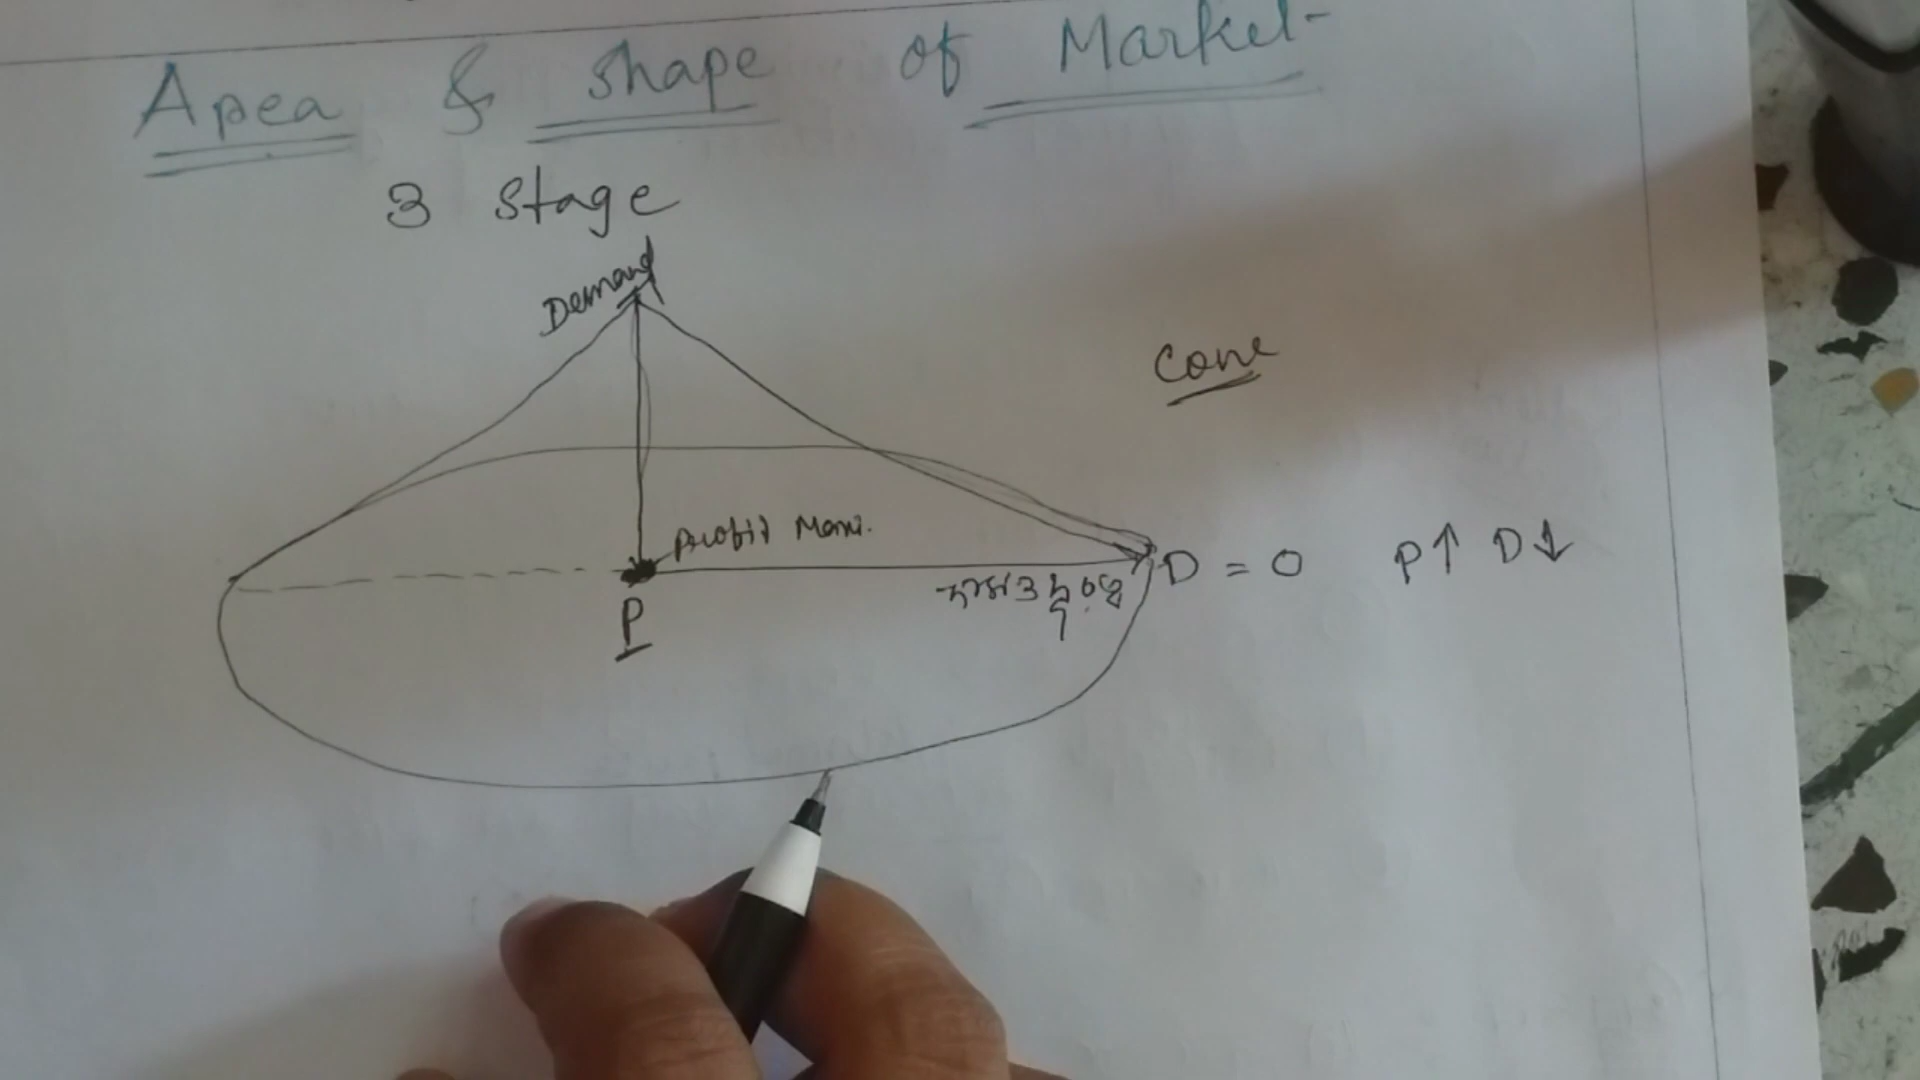 Area & Shape of Market-
3 Stage
Demand
Cone
Profit Maxi.
D = 0 P↑ D↓
P